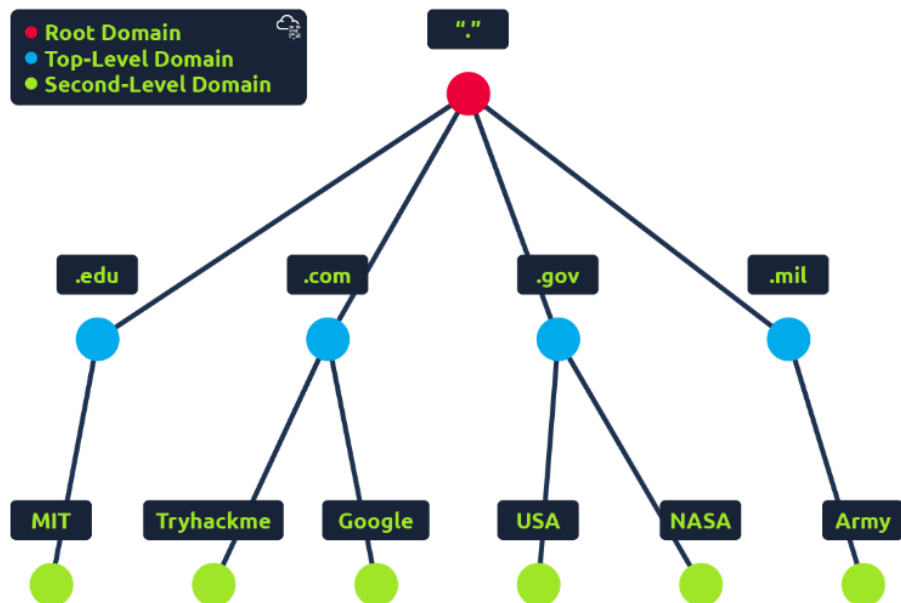 Root Domain
Top-Level Domain
Second-Level Domain
“.”
.edu
.com
.gov
.mil
MIT
Tryhackme
Google
USA
NASA
Army